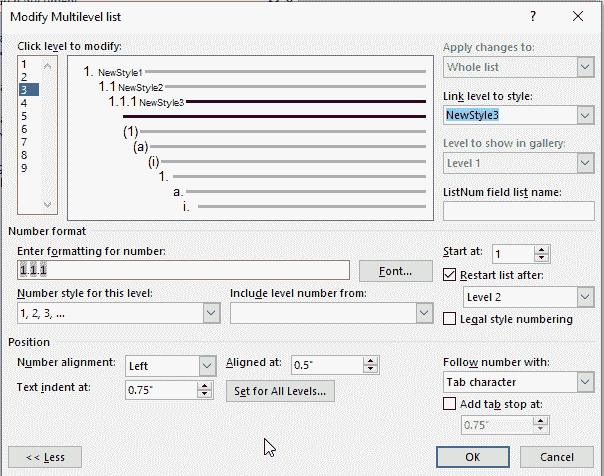 Modify Multilevel list ? ×
Click level to modify:
1
2
3
4
5
6
7
8
9
1. NewStyle1
1.1 NewStyle2
1.1.1 NewStyle3
(1)
(a)
(i)
1.
a.
i.
Apply changes to:
Whole list
Link level to style:
NewStyle3
Level to show in gallery:
Level 1
ListNum field list name:
Number format
Enter formatting for number:
1.1.1
Font...
Number style for this level:
1, 2, 3, ...
Include level number from:
Start at: 1
Restart list after:
Level 2
Legal style numbering
Position
Number alignment: Left
Aligned at: 0.5"
Text indent at: 0.75"
Set for All Levels...
Follow number with:
Tab character
Add tab stop at:
0.75"
<< Less
OK
Cancel